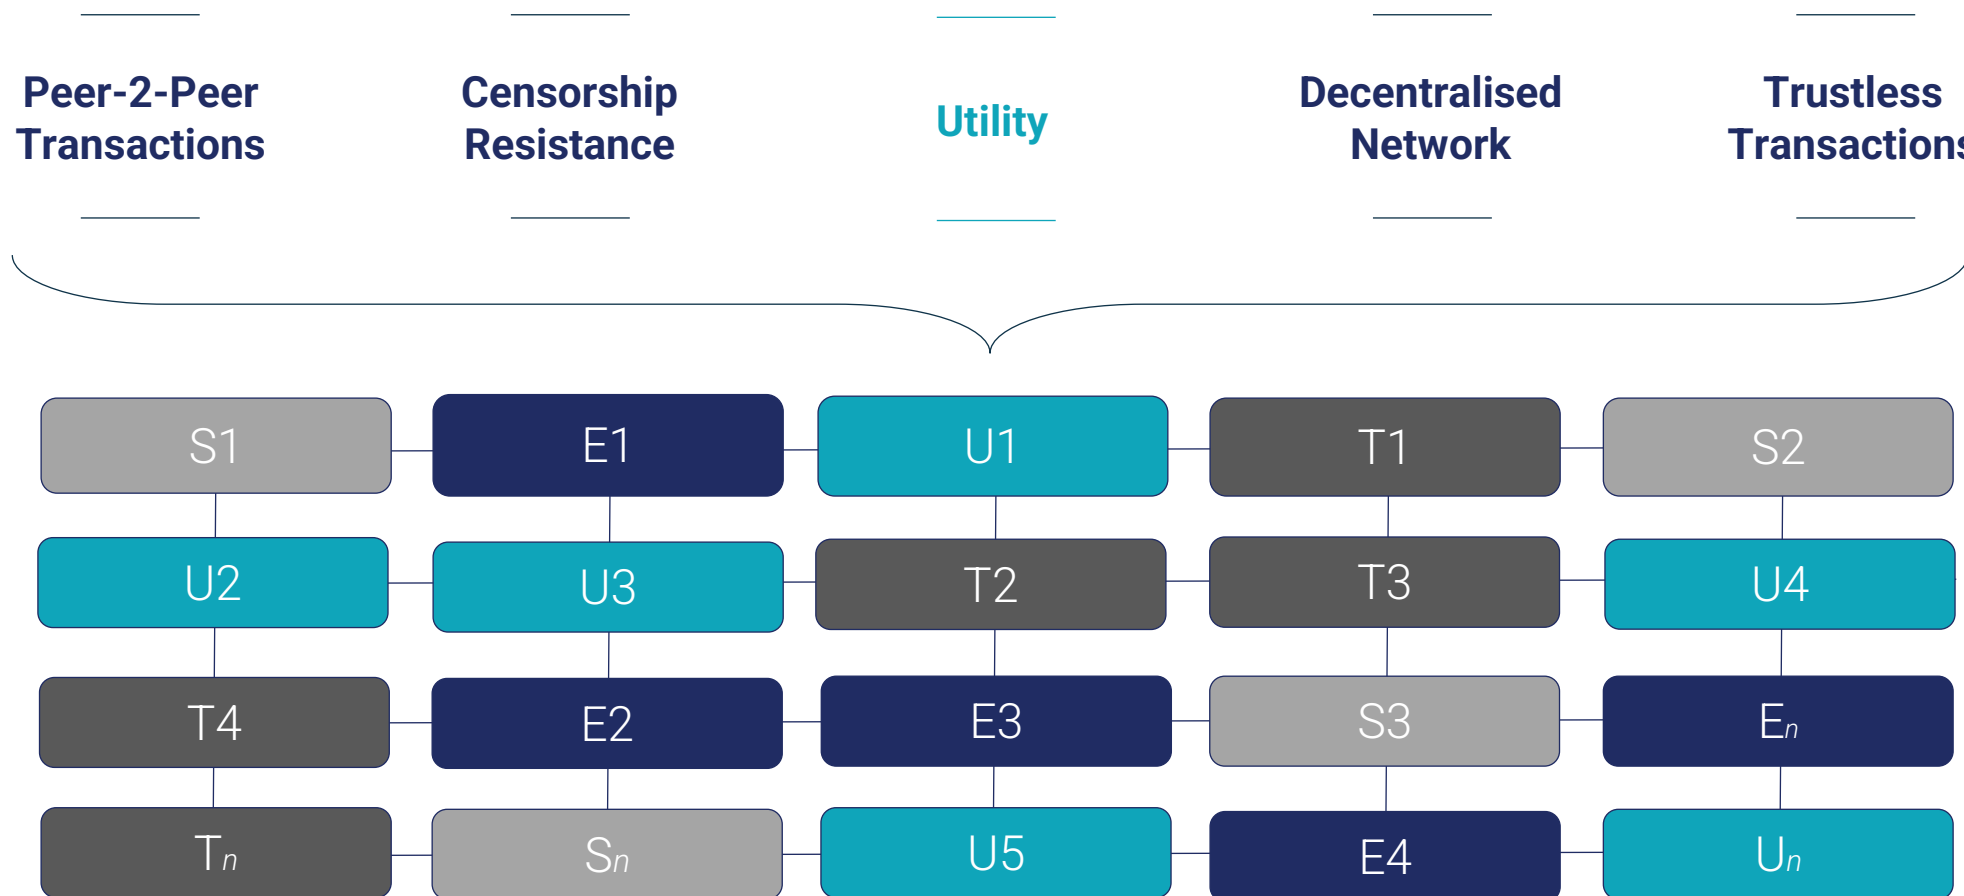 Peer-2-Peer
Transactions
Censorship
Resistance
Utility
Decentralised
Network
Trustless
Transactions
S1
E1
U1
T1
S2
U2
U3
T2
T3
U4
T4
E2
E3
S3
En
Tn
Sn
U5
E4
Un